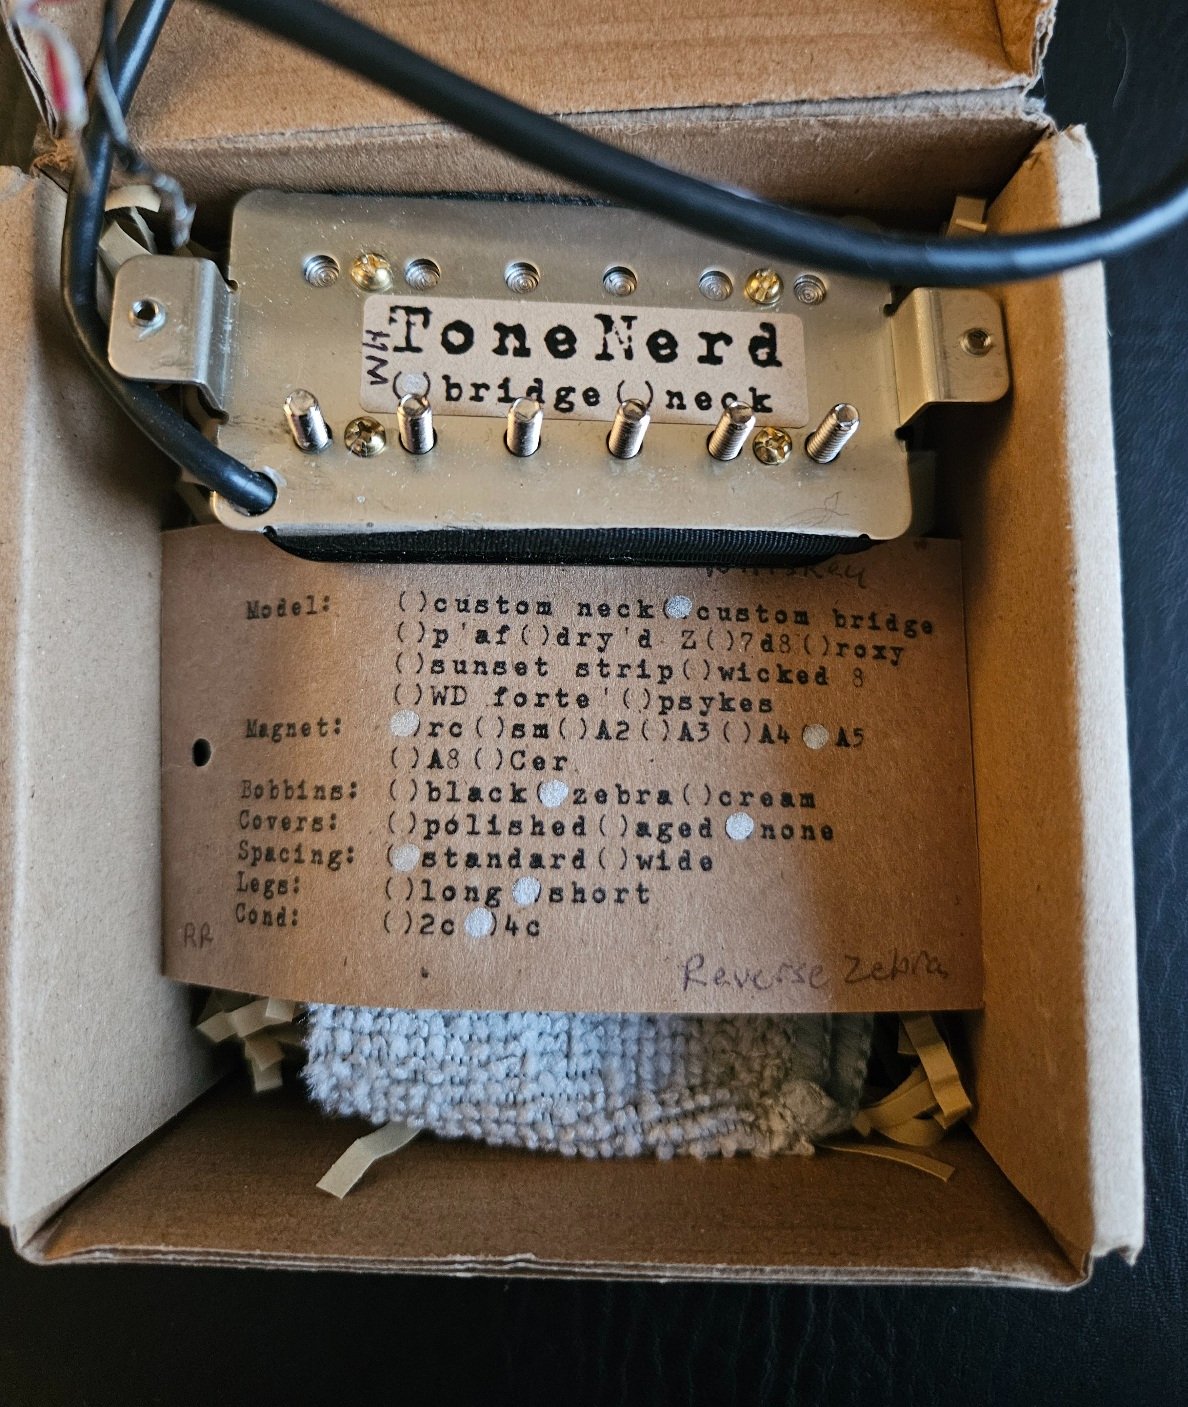 ToneNerd
HM
( )bridge( )neck
Whiskey
Model: ()custom neck( custom bridge
()p'af()dry'd Z()7d8()roxy
()sunset strip()wicked 8
()WD forte'()psykes
Magnet: )rc()sm()A2()A3()A4 A5
()A8()Cer
Bobbins: ()black( zebra()cream
Covers: ()polished()aged none
Spacing: ( standard()wide
Legs: ()long )short
Cond: ()2c )4c
RR
Reverse Zebra